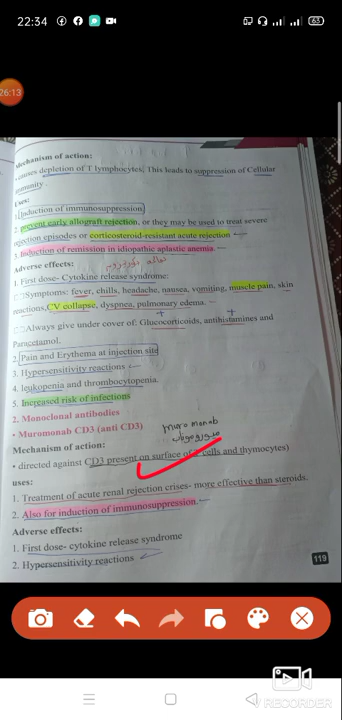 22:34
63
26:13
Mechanism of action:
causes depletion of T lymphocytes; This leads to suppression of Cellular
immunity .
Uses:
1. Induction of immunosuppression
2. prevent early allograft rejection, or they may be used to treat severe
rejection episodes or corticosteroid-resistant acute rejection
3. Induction of remission in idiopathic aplastic anemia.
Adverse effects:
1. First dose- Cytokine release syndrome:
Symptoms: fever, chills, headache, nausea, vomiting, muscle pain, skin
reactions, CV collapse, dyspnea, pulmonary edema.
Always give under cover of: Glucocorticoids, antihistamines and
Paracetamol.
2. Pain and Erythema at injection site
3. Hypersensitivity reactions
4. leukopenia and thrombocytopenia.
5. Increased risk of infections
2. Monoclonal antibodies
• Muromonab CD3 (anti CD3)
Muro monab
Mechanism of action:
• directed against CD3 present on surface of T cells and thymocytes)
uses:
1. Treatment of acute renal rejection crises- more effective than steroids.
2. Also for induction of immunosuppression.
Adverse effects:
1. First dose- cytokine release syndrome
2. Hypersensitivity reactions
119
RECORDER